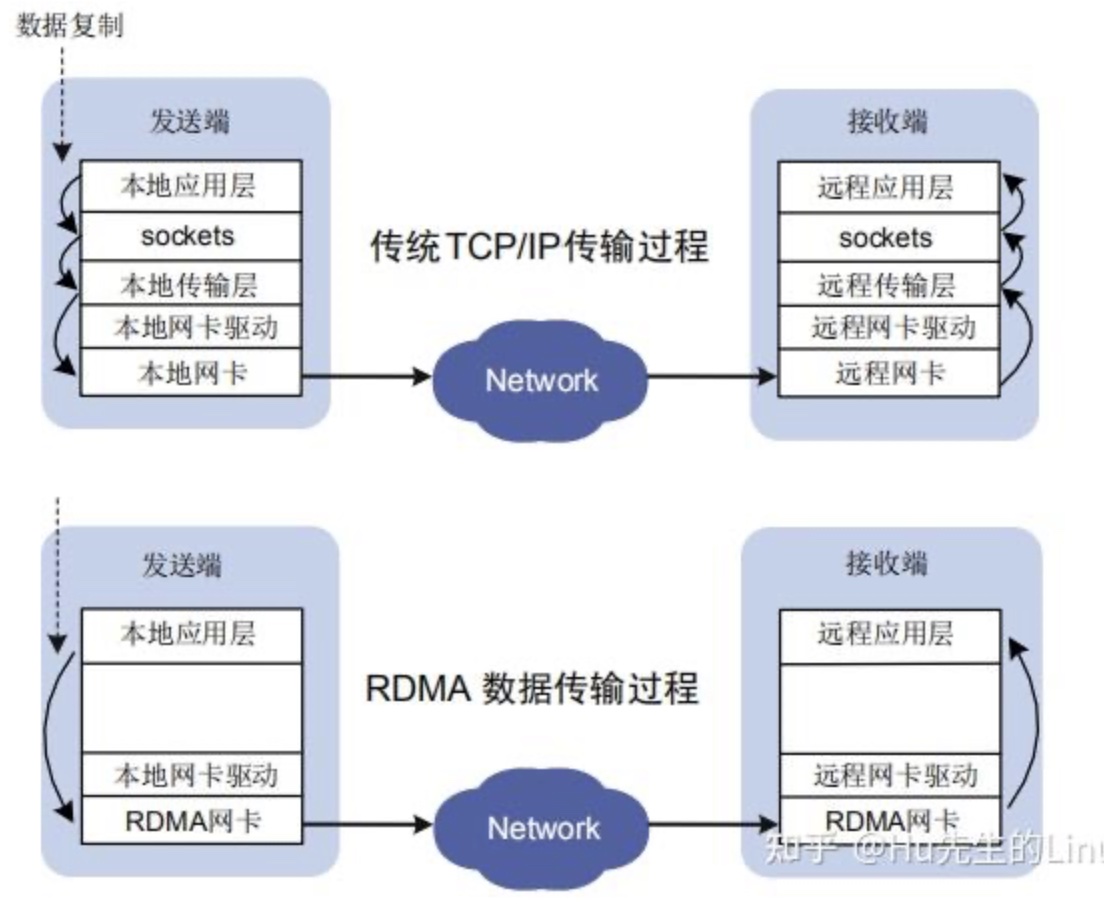 数据复制
发送端
本地应用层
sockets
本地传输层
本地网卡驱动
本地网卡
传统TCP/IP传输过程
Network
接收端
远程应用层
sockets
远程传输层
远程网卡驱动
远程网卡
发送端
本地应用层
本地网卡驱动
RDMA网卡
RDMA 数据传输过程
Network
接收端
远程应用层
远程网卡驱动
RDMA网卡
知乎 @Hu先生的Linu